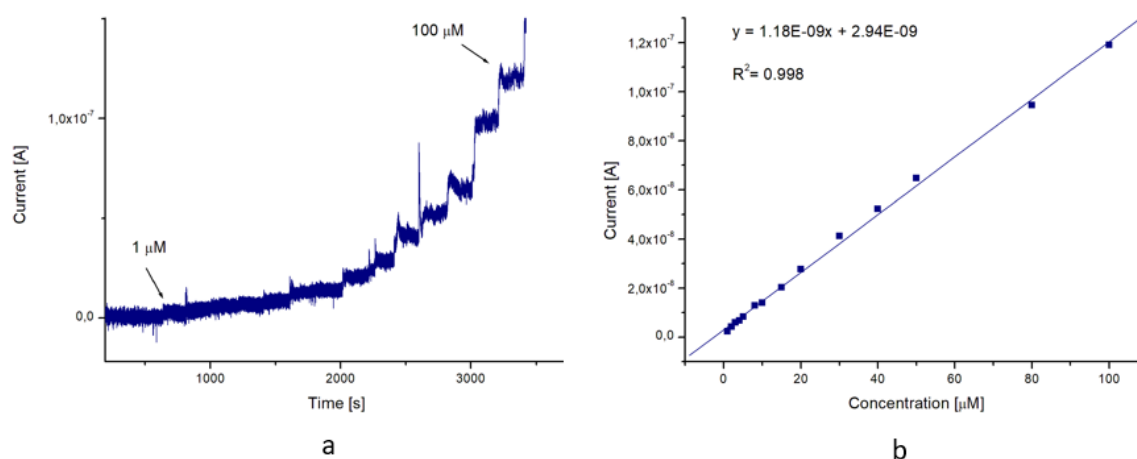 100 μM
1,0x10⁻⁷
1 μM
0,0
Current [A]
1000
2000
3000
Time [s]
a
y = 1.18E-09x + 2.94E-09
R²= 0.998
1,2x10⁻⁷
1,0x10⁻⁷
8,0x10⁻⁸
6,0x10⁻⁸
4,0x10⁻⁸
2,0x10⁻⁸
0,0
Current [A]
0
20
40
60
80
100
Concentration [μM]
b